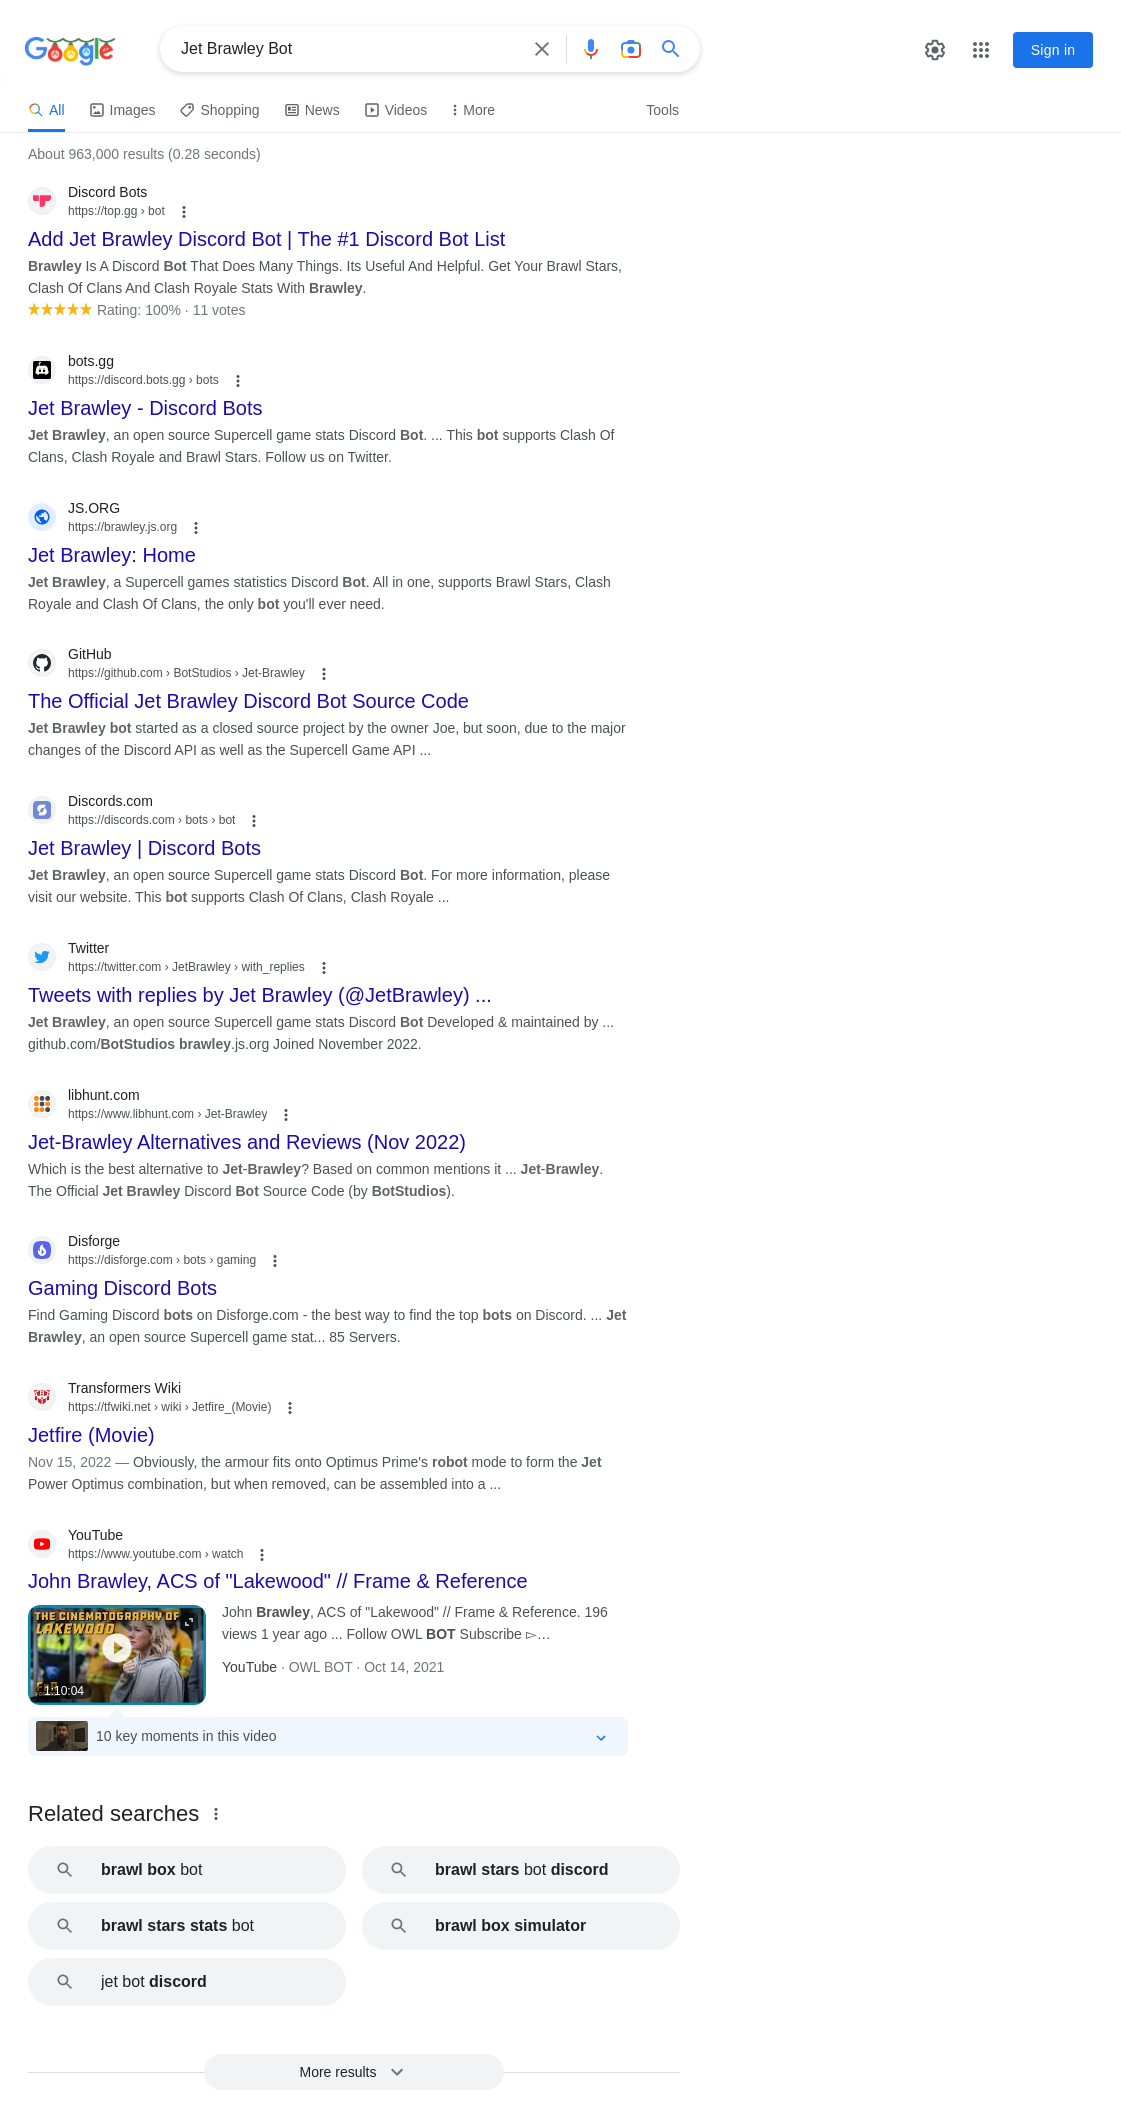 Google
Jet Brawley Bot
Sign in
All
Images
Shopping
News
Videos
More
Tools
About 963,000 results (0.28 seconds)
Discord Bots
https://top.gg › bot
Add Jet Brawley Discord Bot | The #1 Discord Bot List
Brawley Is A Discord Bot That Does Many Things. Its Useful And Helpful. Get Your Brawl Stars,
Clash Of Clans And Clash Royale Stats With Brawley.
Rating: 100% · 11 votes
bots.gg
https://discord.bots.gg › bots
Jet Brawley - Discord Bots
Jet Brawley, an open source Supercell game stats Discord Bot. ... This bot supports Clash Of
Clans, Clash Royale and Brawl Stars. Follow us on Twitter.
JS.ORG
https://brawley.js.org
Jet Brawley: Home
Jet Brawley, a Supercell games statistics Discord Bot. All in one, supports Brawl Stars, Clash
Royale and Clash Of Clans, the only bot you'll ever need.
GitHub
https://github.com › BotStudios › Jet-Brawley
The Official Jet Brawley Discord Bot Source Code
Jet Brawley bot started as a closed source project by the owner Joe, but soon, due to the major
changes of the Discord API as well as the Supercell Game API ...
Discords.com
https://discords.com › bots › bot
Jet Brawley | Discord Bots
Jet Brawley, an open source Supercell game stats Discord Bot. For more information, please
visit our website. This bot supports Clash Of Clans, Clash Royale ...
Twitter
https://twitter.com › JetBrawley › with_replies
Tweets with replies by Jet Brawley (@JetBrawley) ...
Jet Brawley, an open source Supercell game stats Discord Bot Developed & maintained by ...
github.com/BotStudios brawley.js.org Joined November 2022.
libhunt.com
https://www.libhunt.com › Jet-Brawley
Jet-Brawley Alternatives and Reviews (Nov 2022)
Which is the best alternative to Jet-Brawley? Based on common mentions it ... Jet-Brawley.
The Official Jet Brawley Discord Bot Source Code (by BotStudios).
Disforge
https://disforge.com › bots › gaming
Gaming Discord Bots
Find Gaming Discord bots on Disforge.com - the best way to find the top bots on Discord. ... Jet
Brawley, an open source Supercell game stat... 85 Servers.
Transformers Wiki
https://tfwiki.net › wiki › Jetfire_(Movie)
Jetfire (Movie)
Nov 15, 2022 — Obviously, the armour fits onto Optimus Prime's robot mode to form the Jet
Power Optimus combination, but when removed, can be assembled into a ...
YouTube
https://www.youtube.com › watch
John Brawley, ACS of "Lakewood" // Frame & Reference
THE CINEMATOGRAPHY OF
LAKEWOOD
1:10:04
John Brawley, ACS of "Lakewood" // Frame & Reference. 196
views 1 year ago ... Follow OWL BOT Subscribe ▻…
YouTube · OWL BOT · Oct 14, 2021
10 key moments in this video
Related searches
brawl box bot
brawl stars bot discord
brawl stars stats bot
brawl box simulator
jet bot discord
More results